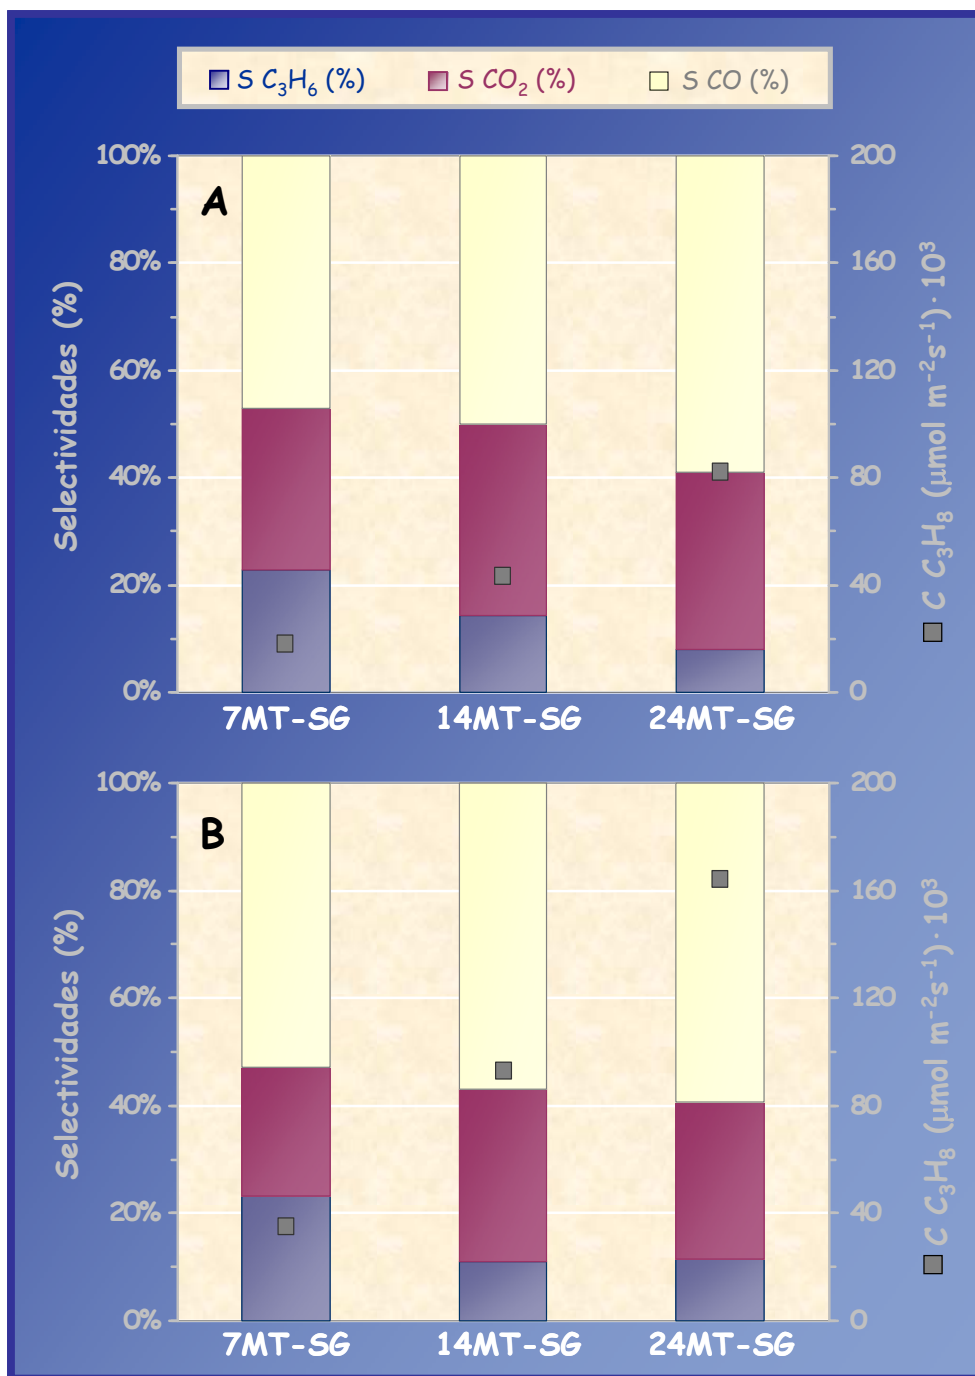 S C₃H₆ (%) S CO₂ (%) S CO (%)
A
Selectividades (%)
100%
80%
60%
40%
20%
0%
200
160
120
80
40
0
C C₃H₈ (µmol m⁻²s⁻¹)·10³
7MT-SG 14MT-SG 24MT-SG
B
Selectividades (%)
100%
80%
60%
40%
20%
0%
200
160
120
80
40
0
C C₃H₈ (µmol m⁻²s⁻¹)·10³
7MT-SG 14MT-SG 24MT-SG